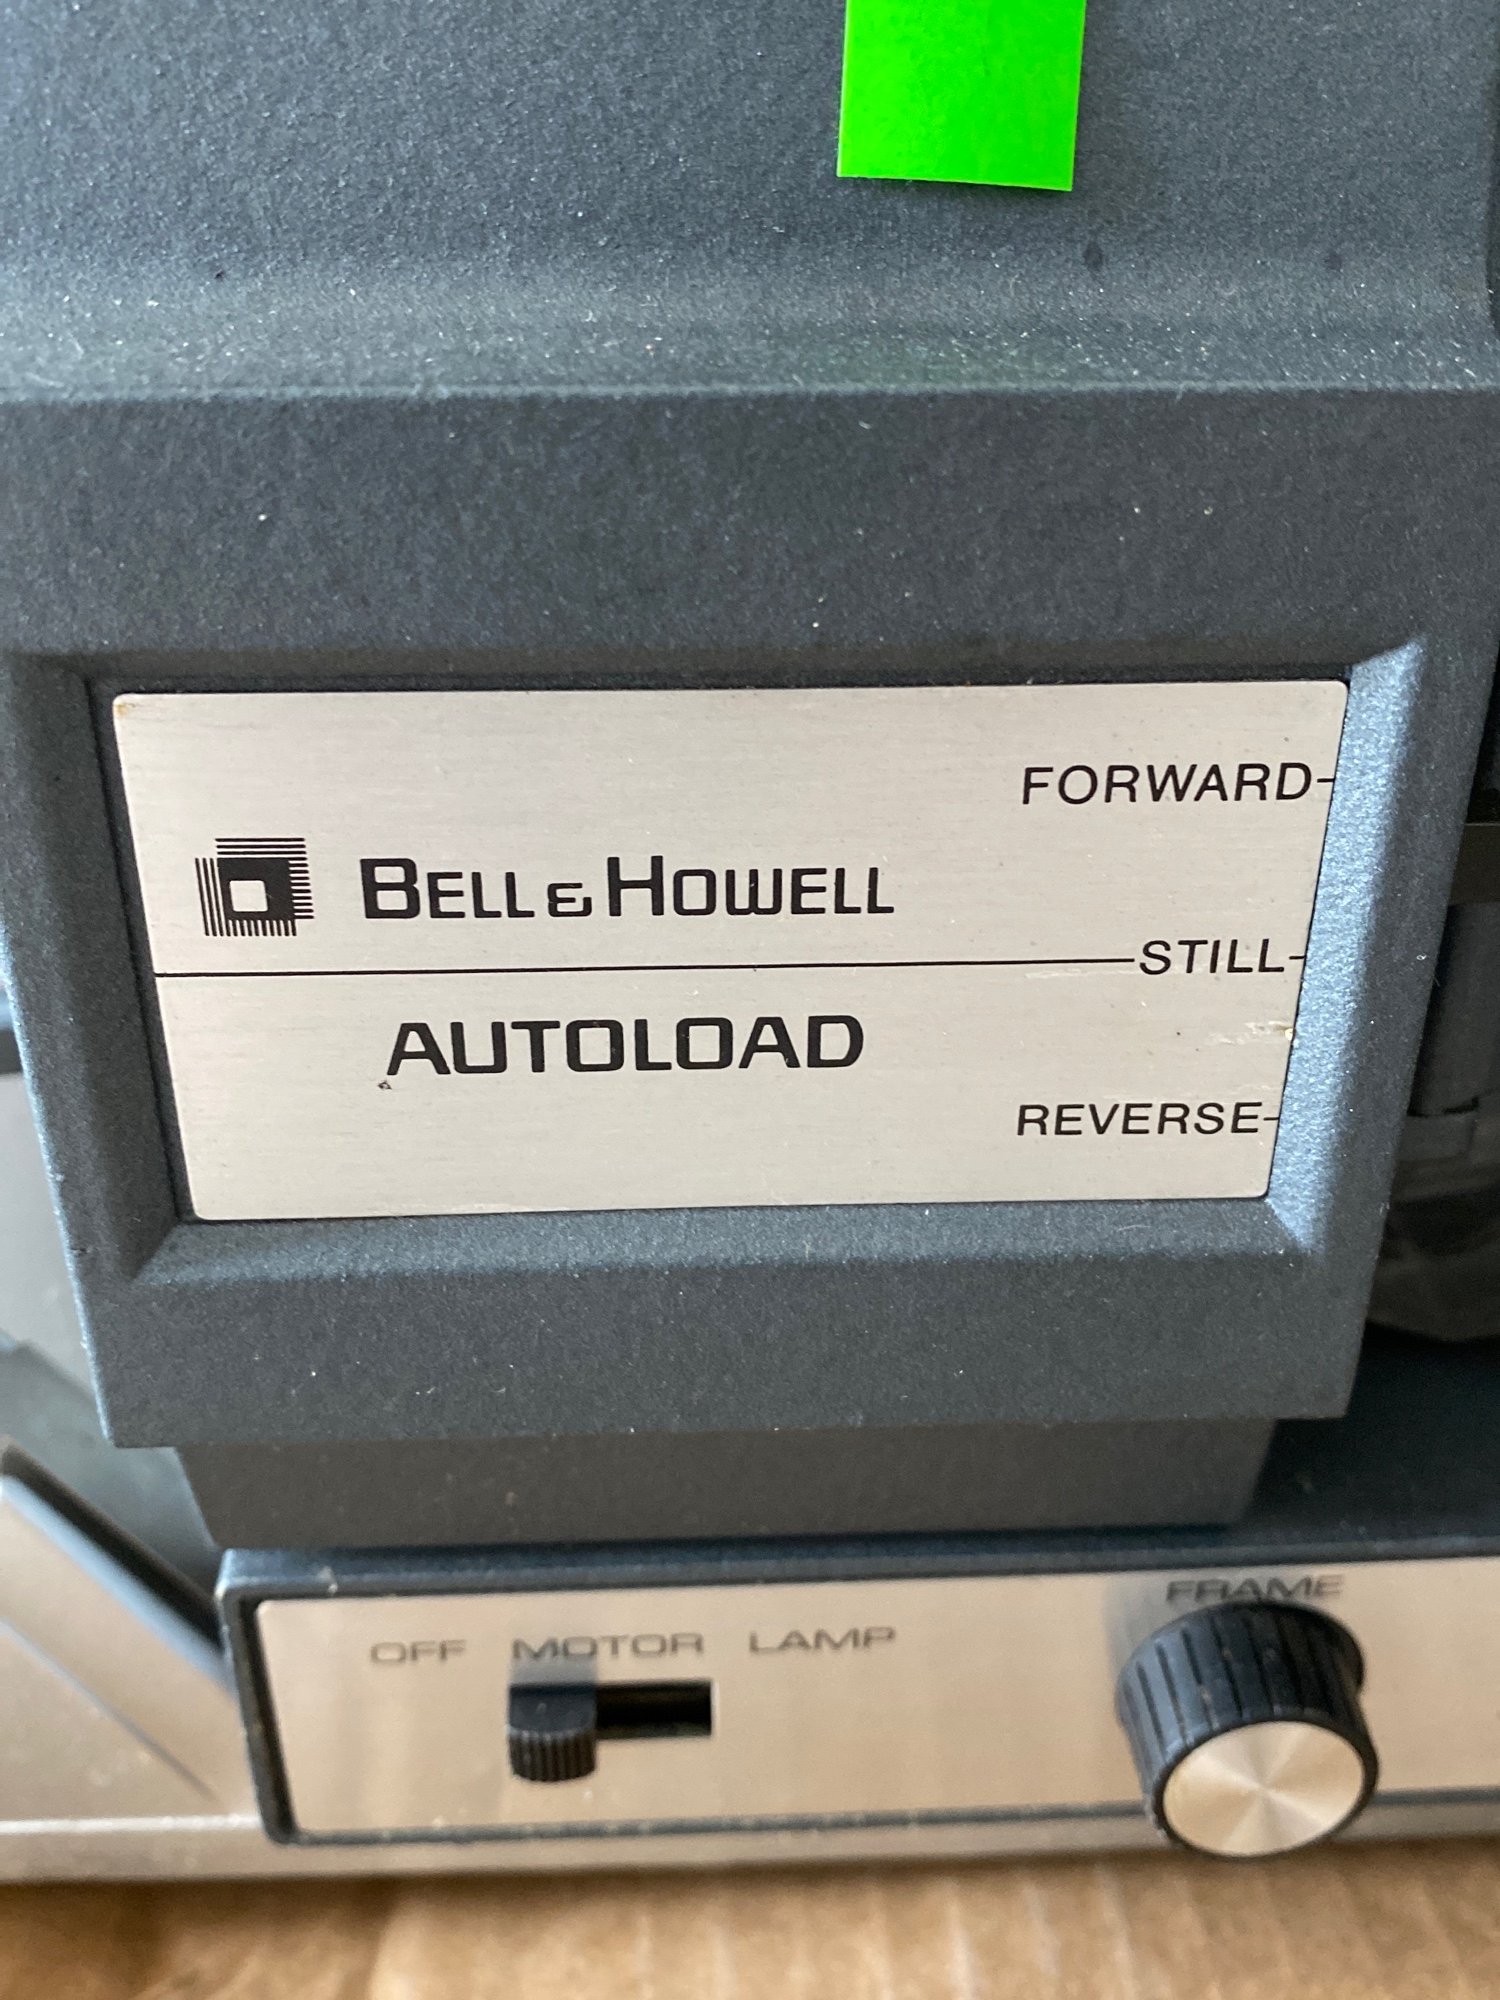 FORWARD
BELL & HOWELL
STILL
AUTOLOAD
REVERSE
FRAME
OFF MOTOR LAMP